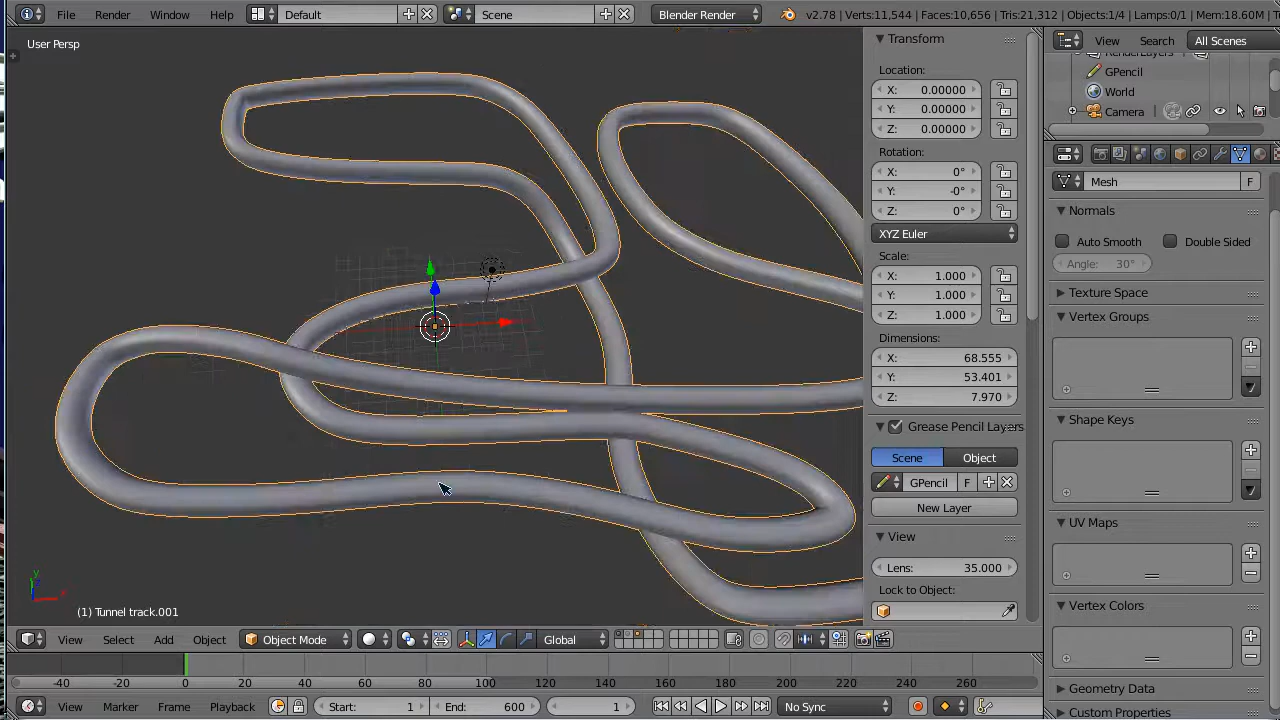 File Render Window Help Default Scene Blender Render v2.78 | Verts:11,544 | Faces:10,656 | Tris:21,312 | Objects:1/4 | Lamps:0/1 | Mem:18.60M
User Persp
(1) Tunnel track.001
View Select Add Object Object Mode Global
-40 -20 0 20 40 60 80 100 120 140 160 180 200 220 240 260
View Marker Frame Playback Start: 1 End: 600 1 No Sync
Transform
Location:
X: 0.00000
Y: 0.00000
Z: 0.00000
Rotation:
X: 0°
Y: -0°
Z: 0°
XYZ Euler
Scale:
X: 1.000
Y: 1.000
Z: 1.000
Dimensions:
X: 68.555
Y: 53.401
Z: 7.970
Grease Pencil Layers
Scene Object
GPencil F
New Layer
View
Lens: 35.000
Lock to Object:
View Search All Scenes
RenderLayers
GPencil
World
Camera
Mesh F
Normals
Auto Smooth Double Sided
Angle: 30°
Texture Space
Vertex Groups
Shape Keys
UV Maps
Vertex Colors
Geometry Data
Custom Properties